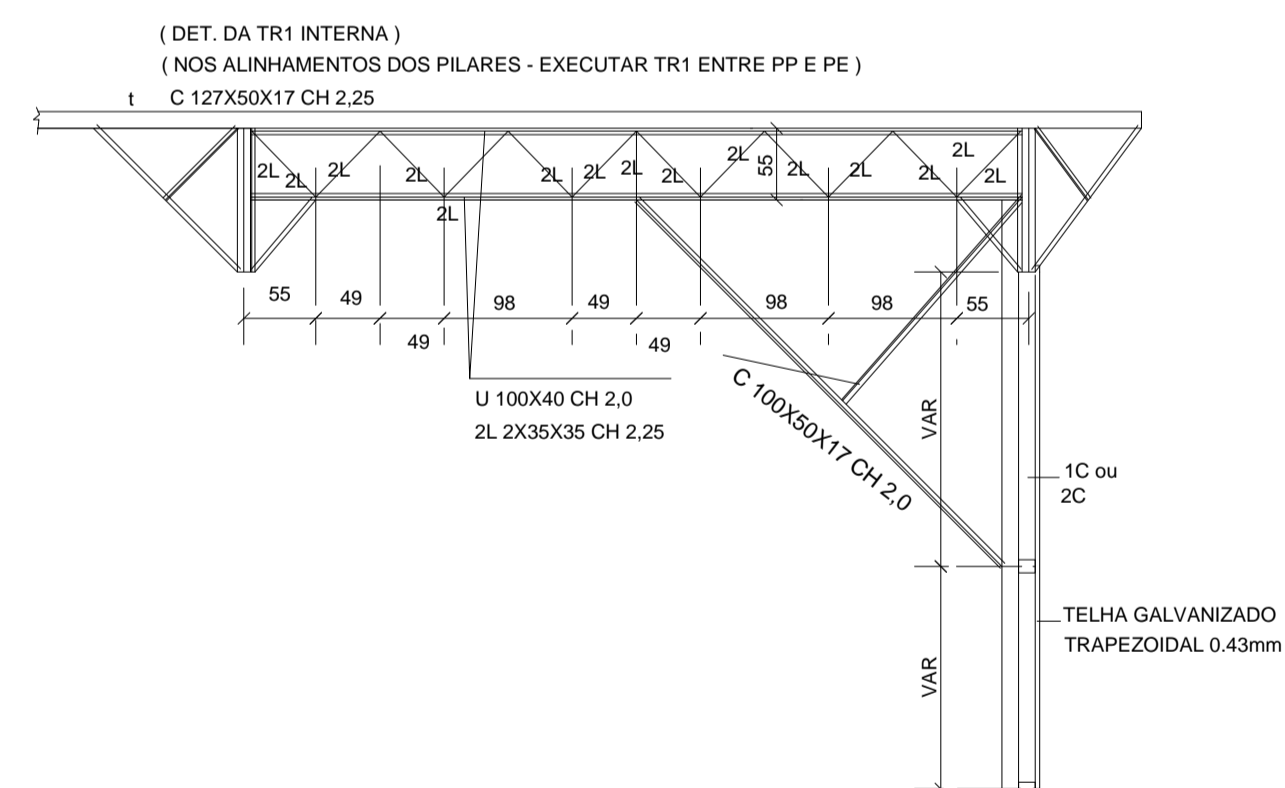 ( DET. DA TR1 INTERNA )
( NOS ALINHAMENTOS DOS PILARES - EXECUTAR TR1 ENTRE PP E PE )
t C 127X50X17 CH 2,25
2L
2L
2L
2L
2L
2L
2L
2L
2L
2L
55
2L
2L
2L
2L
2L
2L
55
49
49
98
49
49
98
98
55
U 100X40 CH 2,0
2L 2X35X35 CH 2,25
C 100X50X17 CH 2,0
VAR
1C ou
2C
VAR
TELHA GALVANIZADO
TRAPEZOIDAL 0.43mm